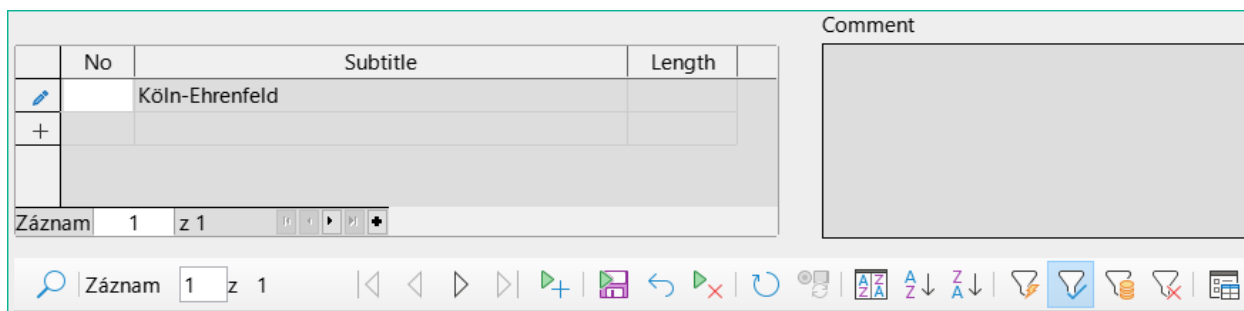 Comment
No Subtitle Length
Köln-Ehrenfeld
Záznam 1 z 1
Záznam 1 z 1